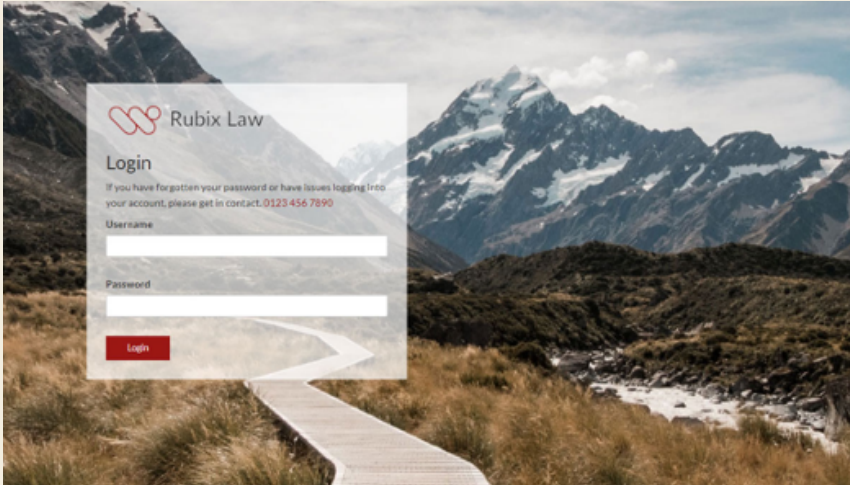 Rubix Law
Login
If you have forgotten your password or have issues logging into
your account, please get in contact. 0123 456 7890
Username
Password
Login